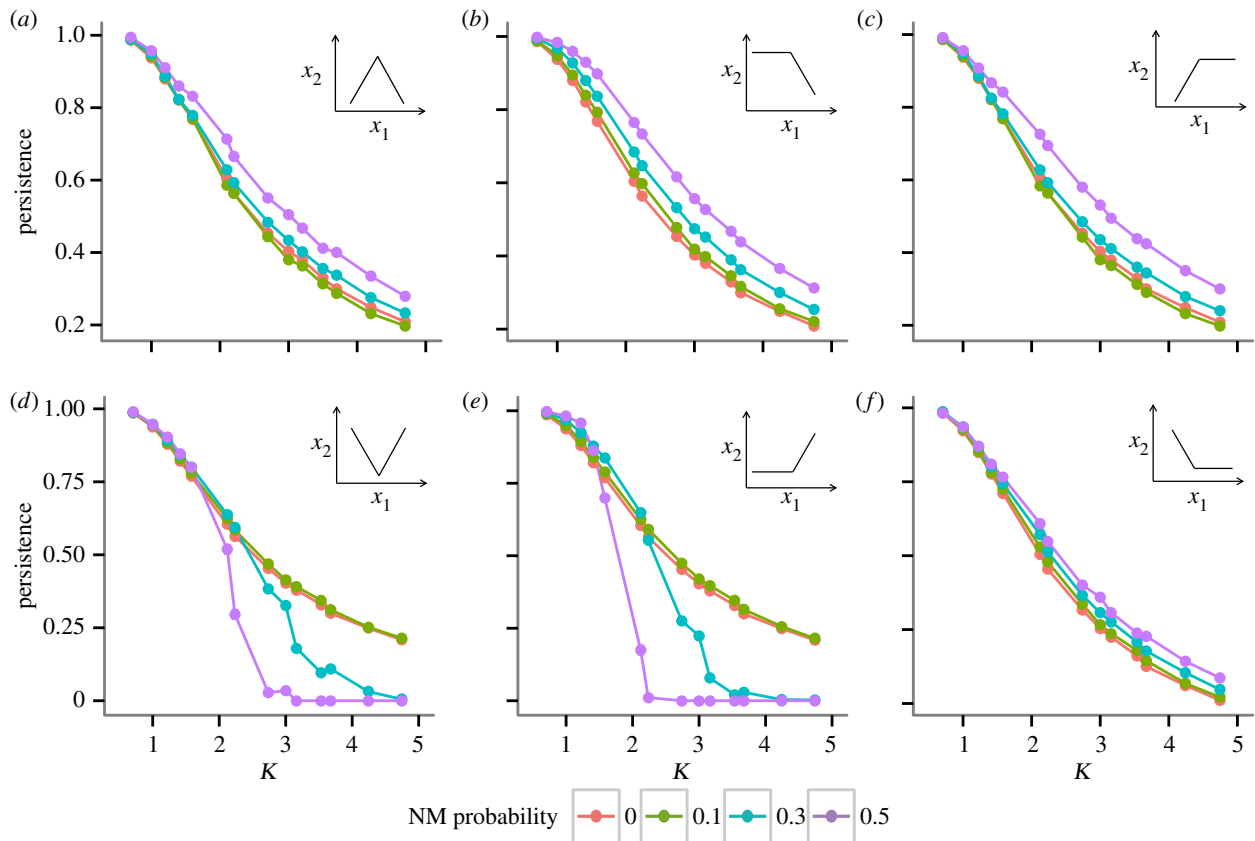 (a) (b) (c)
1.0
0.8
0.6
0.4
0.2
persistence
x2
x1
x2
x1
x2
x1
(d) (e) (f)
1.00
0.75
0.50
0.25
0
persistence
x2
x1
x2
x1
x2
x1
1 2 3 4 5 1 2 3 4 5 1 2 3 4 5
K K K
NM probability 0 0.1 0.3 0.5